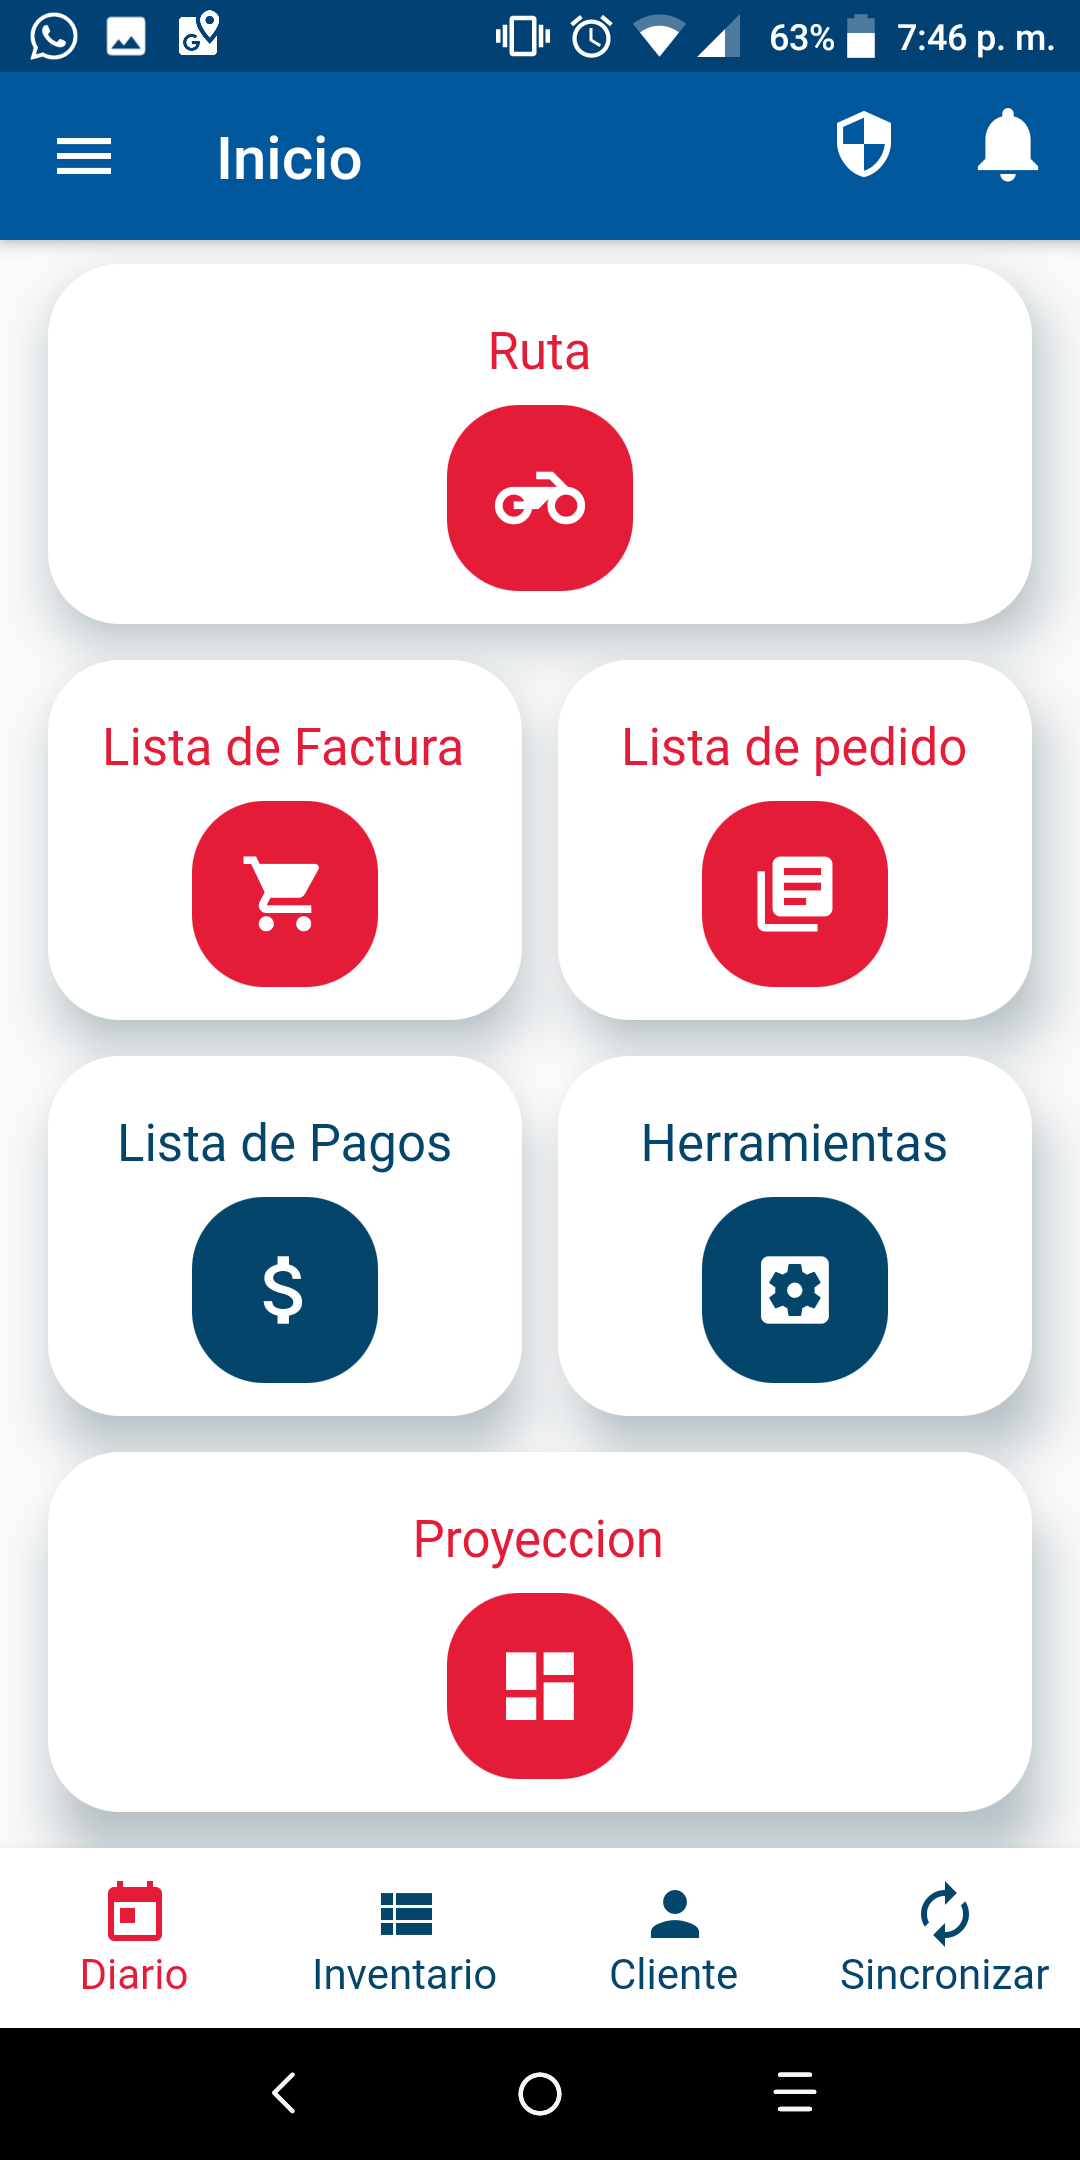 63% 7:46 p. m.
Inicio
Ruta
Lista de Factura
Lista de pedido
Lista de Pagos
Herramientas
Proyeccion
Diario
Inventario
Cliente
Sincronizar